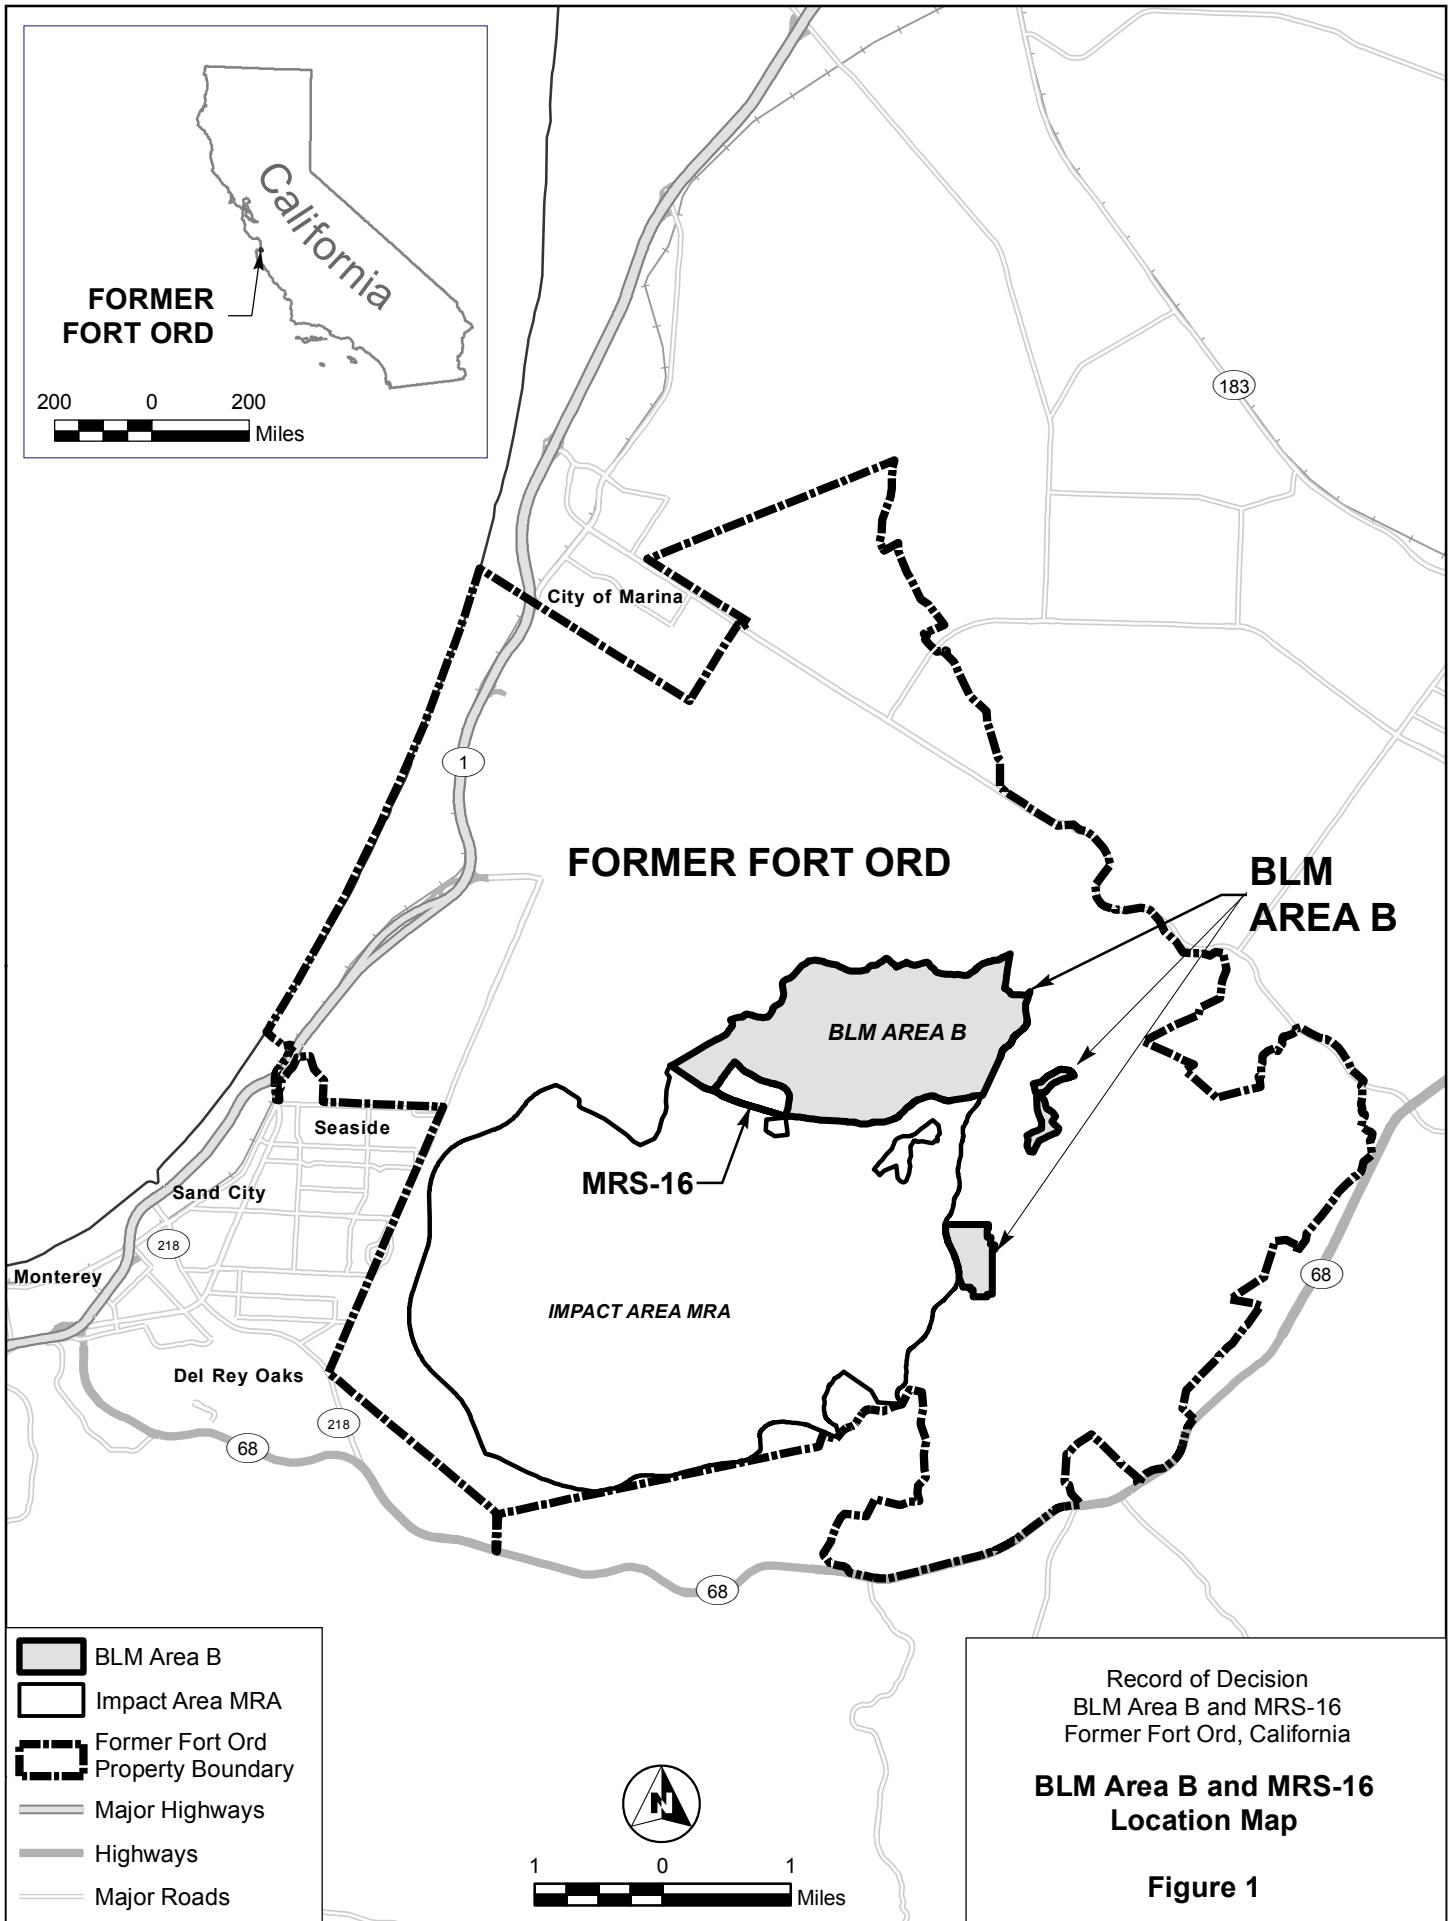 California
FORMER
FORT ORD
200 0 200
Miles
183
City of Marina
1
FORMER FORT ORD
BLM
AREA B
BLM AREA B
Seaside
MRS-16
Sand City
218
Monterey
68
IMPACT AREA MRA
Del Rey Oaks
218
68
68
BLM Area B
Impact Area MRA
Former Fort Ord
Property Boundary
Major Highways
Highways
Major Roads
N
1 0 1
Miles
Record of Decision
BLM Area B and MRS-16
Former Fort Ord, California
BLM Area B and MRS-16
Location Map
Figure 1